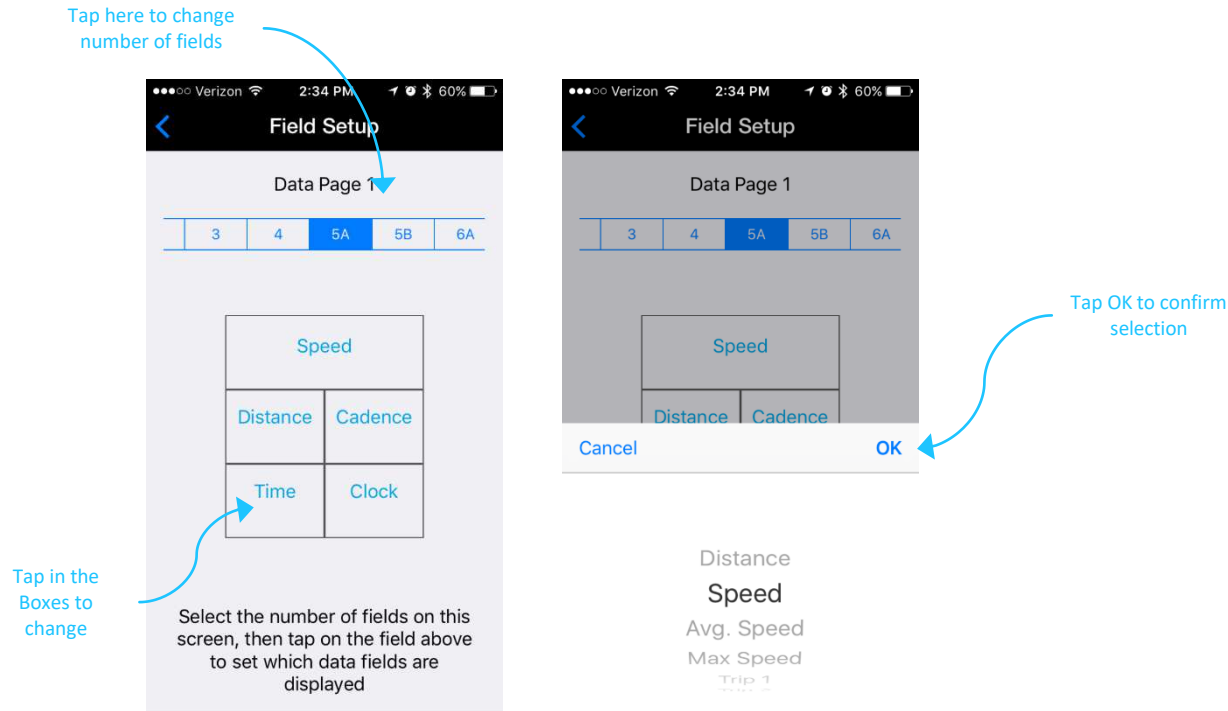 Tap here to change
number of fields
●●●○○ Verizon 2:34 PM 60%
Field Setup
Data Page 1
3 4 5A 5B 6A
Speed
Distance Cadence
Time Clock
Tap in the
Boxes to
change
Select the number of fields on this
screen, then tap on the field above
to set which data fields are
displayed
●●●○○ Verizon 2:34 PM 60%
Field Setup
Data Page 1
3 4 5A 5B 6A
Speed
Distance Cadence
Cancel OK
Tap OK to confirm
selection
Distance
Speed
Avg. Speed
Max Speed
Trip 1